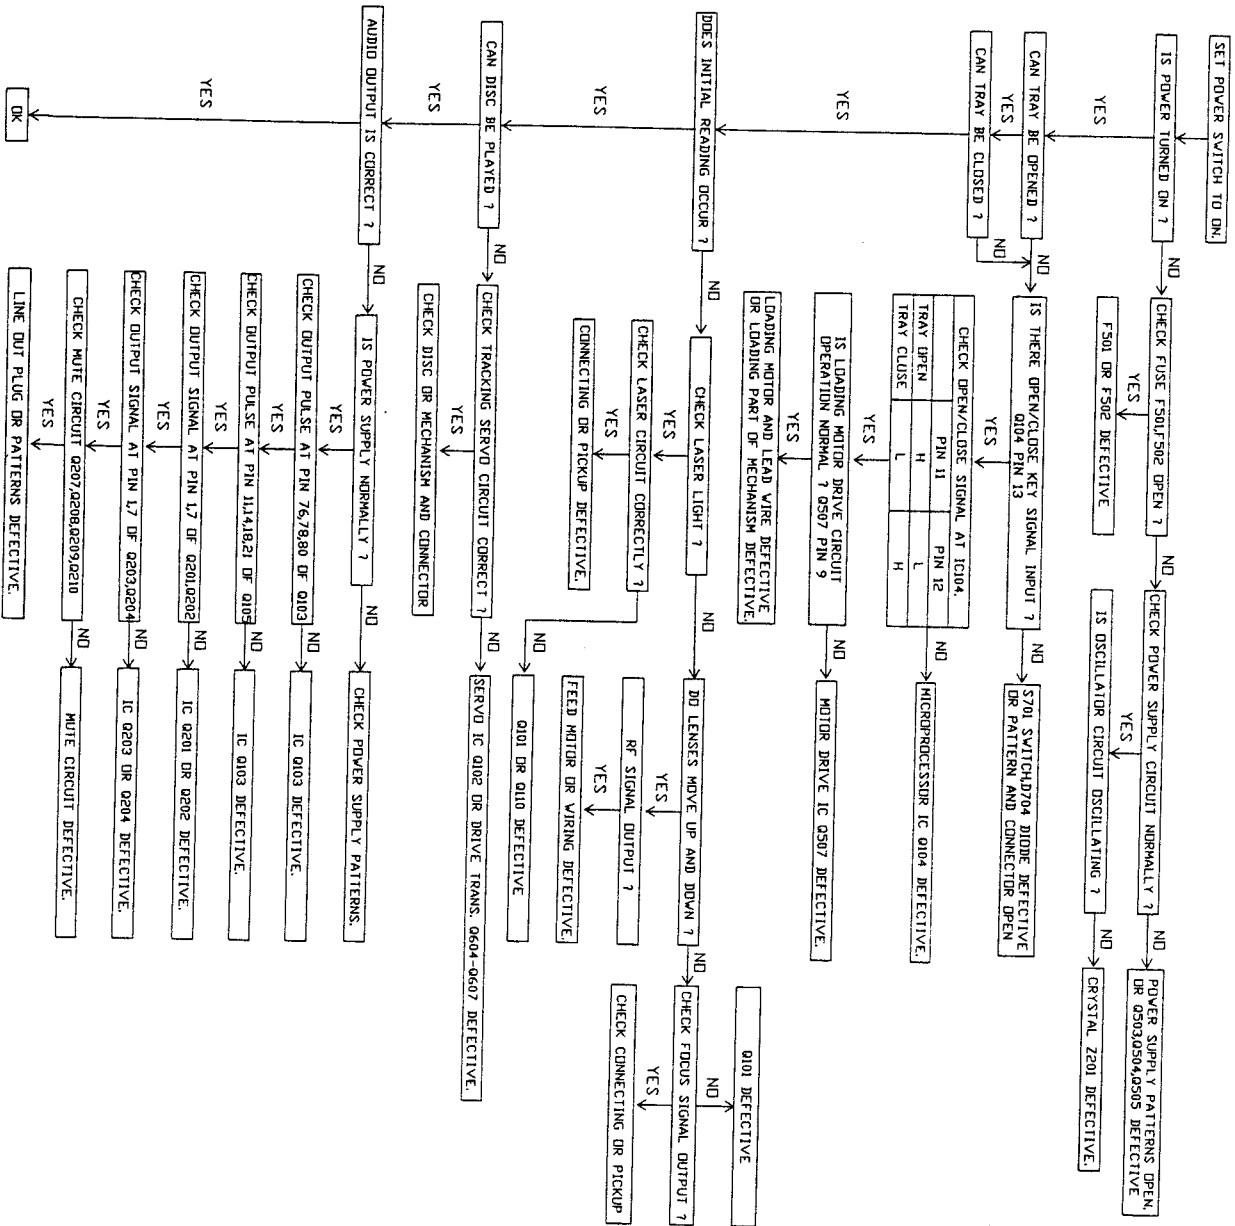 SET POWER SWITCH TO ON.
IS POWER TURNED ON ?
NO
CHECK FUSE F501,F502 OPEN ?
NO
CHECK POWER SUPPLY CIRCUIT NORMALLY ?
NO
POWER SUPPLY PATTERNS OPEN,
OR Q503,Q504,Q505 DEFECTIVE
YES
YES
YES
F501 OR F502 DEFECTIVE
IS OSCILLATOR CIRCUIT OSCILLATING ?
NO
CRYSTAL Z201 DEFECTIVE.
CAN TRAY BE OPENED ?
NO
IS THERE OPEN/CLOSE KEY SIGNAL INPUT ?
Q104 PIN 13
NO
S701 SWITCH,D704 DIODE DEFECTIVE
OR PATTERN AND CONNECTOR OPEN
YES
NO
YES
CAN TRAY BE CLOSED ?
CHECK OPEN/CLOSE SIGNAL AT IC104.
PIN 11 PIN 12
TRAY OPEN H L
TRAY CLOSE L H
NO
MICROPROCESSOR IC Q104 DEFECTIVE.
YES
YES
IS LOADING MOTOR DRIVE CIRCUIT
OPERATION NORMAL ? Q507 PIN 9
NO
MOTOR DRIVE IC Q507 DEFECTIVE.
YES
LOADING MOTOR AND LEAD WIRE DEFECTIVE
OR LOADING PART OF MECHANISM DEFECTIVE.
DOES INITIAL READING OCCUR ?
NO
CHECK LASER LIGHT ?
NO
DO LENSES MOVE UP AND DOWN ?
NO
CHECK FOCUS SIGNAL OUTPUT ?
NO
Q101 DEFECTIVE
YES
YES
YES
YES
CHECK LASER CIRCUIT CORRECTLY ?
RF SIGNAL OUTPUT ?
CHECK CONNECTING OR PICKUP
YES
YES
CONNECTING OR PICKUP DEFECTIVE.
FEED MOTOR OR WIRING DEFECTIVE.
NO
Q101 OR Q110 DEFECTIVE
CAN DISC BE PLAYED ?
NO
CHECK TRACKING SERVO CIRCUIT CORRECT ?
NO
SERVO IC Q102 OR DRIVE TRANS. Q604-Q607 DEFECTIVE.
YES
YES
CHECK DISC OR MECHANISM AND CONNECTOR
AUDIO OUTPUT IS CORRECT ?
NO
IS POWER SUPPLY NORMALLY ?
NO
CHECK POWER SUPPLY PATTERNS.
YES
YES
CHECK OUTPUT PULSE AT PIN 76,78,80 OF Q103
NO
IC Q103 DEFECTIVE.
YES
CHECK OUTPUT PULSE AT PIN 11,14,18,21 OF Q105
NO
IC Q103 DEFECTIVE.
YES
CHECK OUTPUT SIGNAL AT PIN 1,7 OF Q201,Q202
NO
IC Q201 OR Q202 DEFECTIVE.
YES
CHECK OUTPUT SIGNAL AT PIN 1,7 OF Q203,Q204
NO
IC Q203 OR Q204 DEFECTIVE.
YES
CHECK MUTE CIRCUIT Q207,Q208,Q209,Q210
NO
MUTE CIRCUIT DEFECTIVE.
YES
OK
LINE OUT PLUG OR PATTERNS DEFECTIVE.